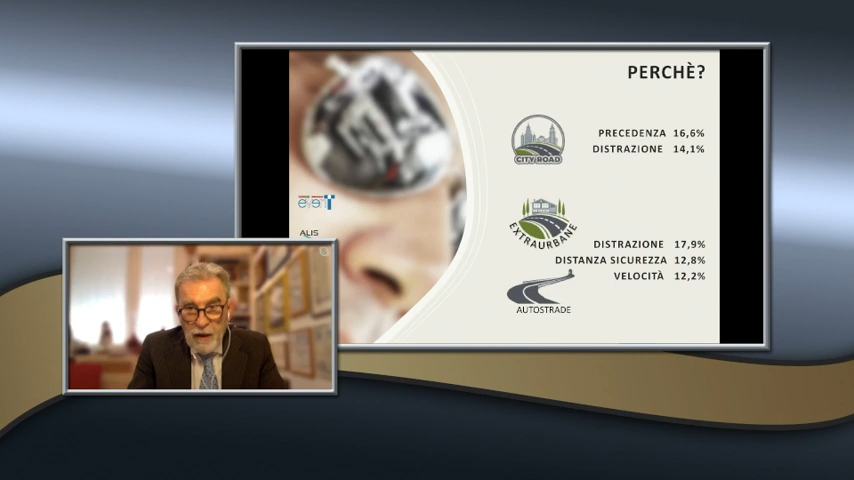 PERCHÈ?
CITY ROAD
PRECEDENZA 16,6%
DISTRAZIONE 14,1%
EXTRAURBANE
DISTRAZIONE 17,9%
DISTANZA SICUREZZA 12,8%
VELOCITÀ 12,2%
AUTOSTRADE
ALIS